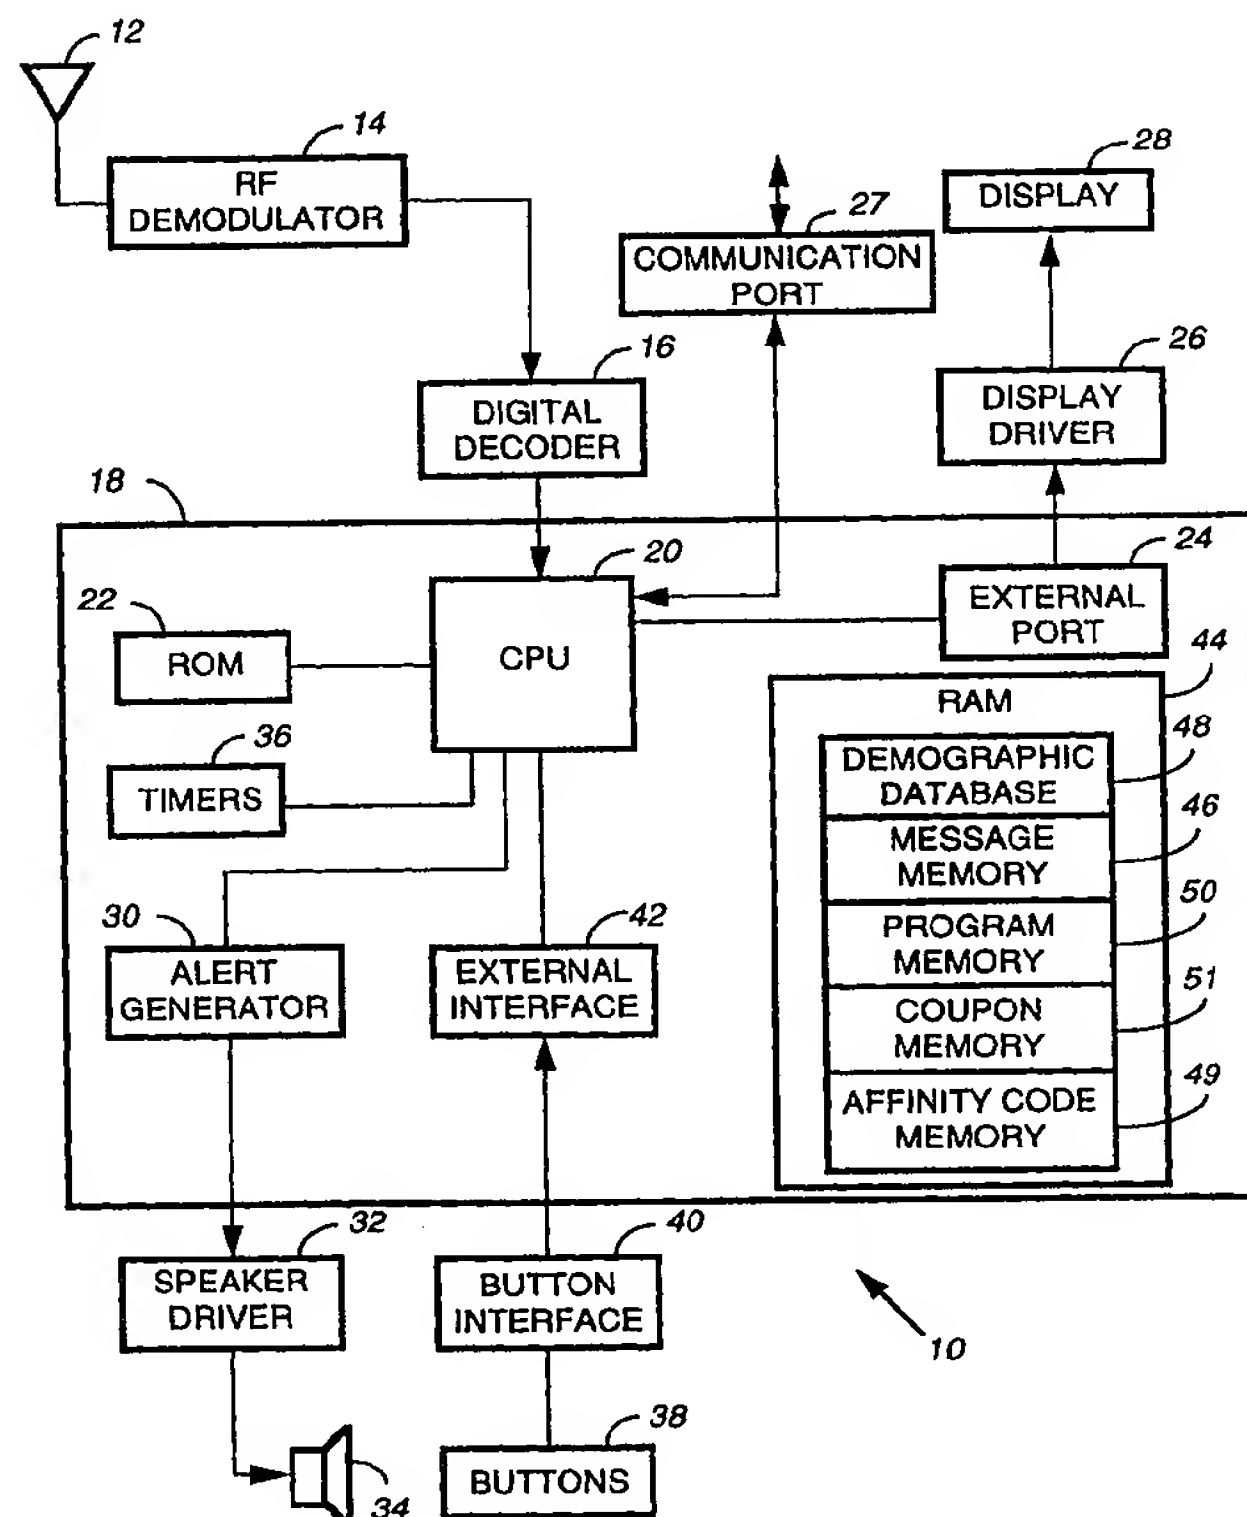 12
14
RF
DEMODULATOR
28
DISPLAY
27
COMMUNICATION
PORT
16
DIGITAL
DECODER
26
DISPLAY
DRIVER
18
20
CPU
24
EXTERNAL
PORT
22
ROM
44
RAM
36
TIMERS
48
DEMOGRAPHIC
DATABASE
46
MESSAGE
MEMORY
50
PROGRAM
MEMORY
51
COUPON
MEMORY
49
AFFINITY CODE
MEMORY
30
ALERT
GENERATOR
42
EXTERNAL
INTERFACE
32
SPEAKER
DRIVER
40
BUTTON
INTERFACE
10
38
BUTTONS
34